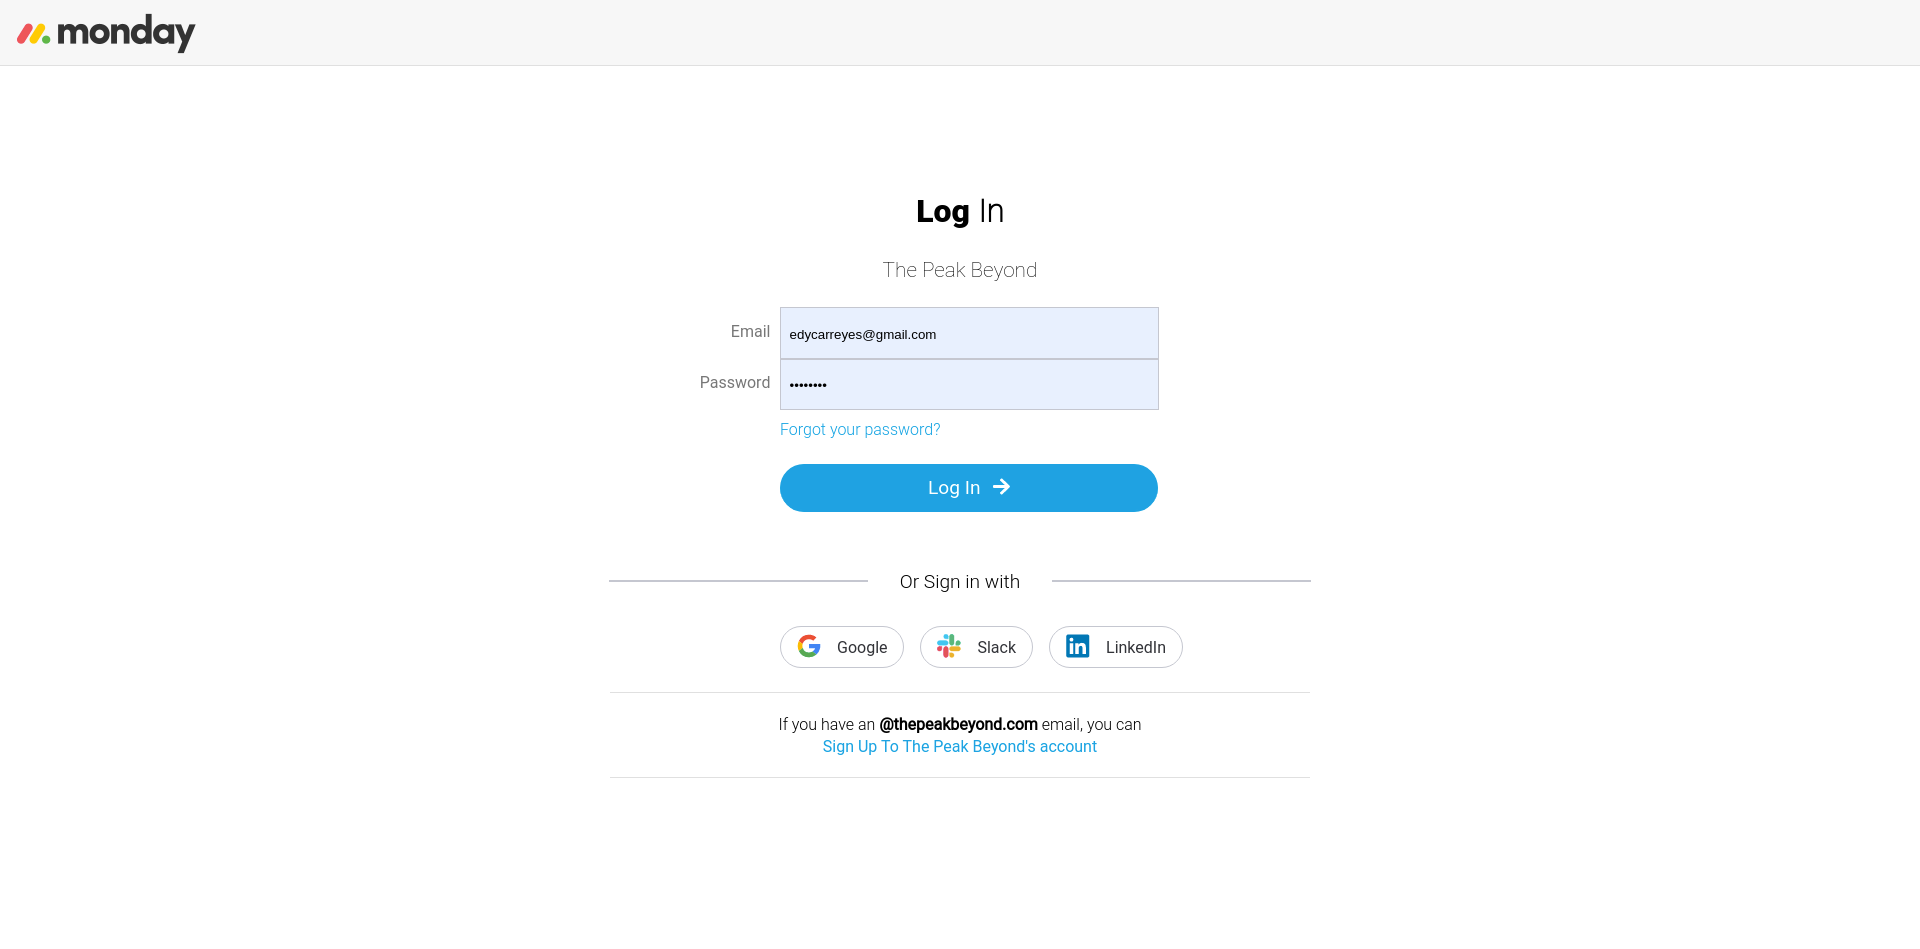 monday
Log In
The Peak Beyond
Email
edycarreyes@gmail.com
Password
••••••••
Forgot your password?
Log In
Or Sign in with
Google
Slack
LinkedIn
If you have an @thepeakbeyond.com email, you can
Sign Up To The Peak Beyond's account